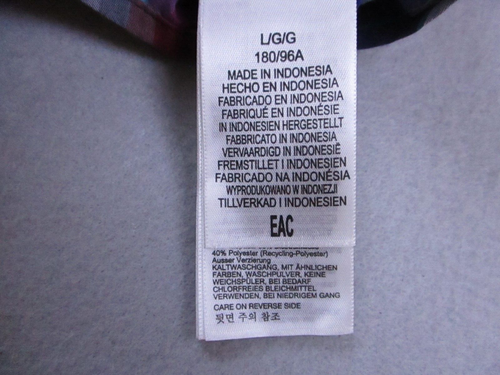 L/G/G
180/96A
MADE IN INDONESIA
HECHO EN INDONESIA
FABRICADO EN INDONESIA
FABRIQUÉ EN INDONÉSIE
IN INDONESIEN HERGESTELLT
FABBRICATO IN INDONESIA
VERVAARDIGD IN INDONESIË
FREMSTILLET I INDONESIEN
FABRICADO NA INDONÉSIA
WYPRODUKOWANO W INDONEZJI
TILLVERKAD I INDONESIEN
EAC
40% Polyester (Recycling-Polyester)
Ausser Verzierung
KALTWASCHGANG, MIT ÄHNLICHEN
FARBEN, WASCHPULVER, KEINE
WEICHSPÜLER, BEI BEDARF
CHLORFREIES BLEICHMITTEL
VERWENDEN, BEI NIEDRIGEM GANG
CARE ON REVERSE SIDE
뒷면 주의 참조